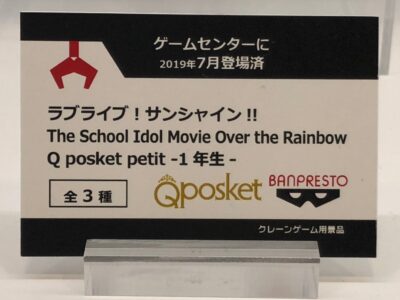 ゲームセンターに
2019年7月登場済
ラブライブ！サンシャイン!!
The School Idol Movie Over the Rainbow
Q posket petit -1年生-
全3種
Qposket
BANPRESTO
クレーンゲーム用景品